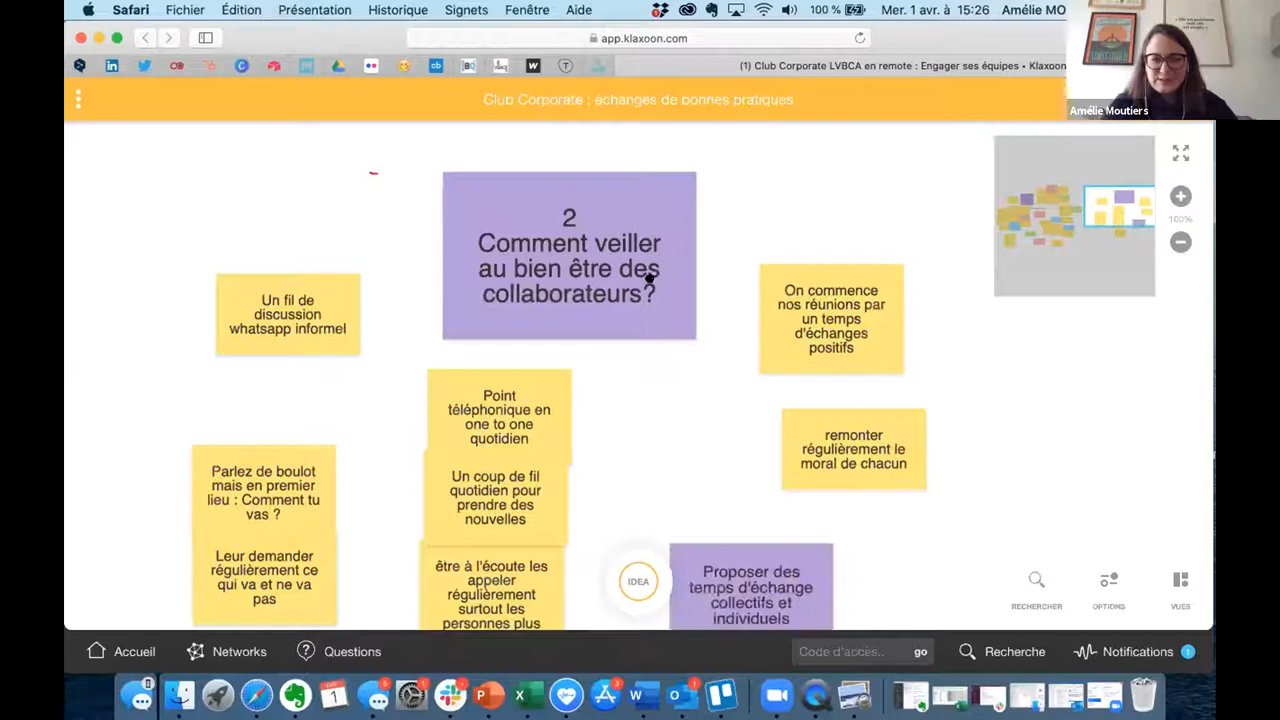 Safari Fichier Édition Présentation Historique Signets Fenêtre Aide
100 % Mer. 1 avr. à 15:26 Amélie MO
app.klaxoon.com
(1) Club Corporate LVBCA en remote : Engager ses équipes • Klaxoon
Amélie Moutiers
Club Corporate : échanges de bonnes pratiques
2
Comment veiller
au bien être des
collaborateurs?
100%
Un fil de
discussion
whatsapp informel
On commence
nos réunions par
un temps
d'échanges
positifs
Point
téléphonique en
one to one
quotidien
remonter
régulièrement le
moral de chacun
Parlez de boulot
mais en premier
lieu : Comment tu
vas ?
Un coup de fil
quotidien pour
prendre des
nouvelles
Leur demander
régulièrement ce
qui va et ne va
pas
être à l'écoute les
appeler
régulièrement
surtout les
personnes plus
IDEA
Proposer des
temps d'échange
collectifs et
individuels
RECHERCHER OPTIONS VUES
Accueil Networks Questions Code d'accès.. go Recherche Notifications 1